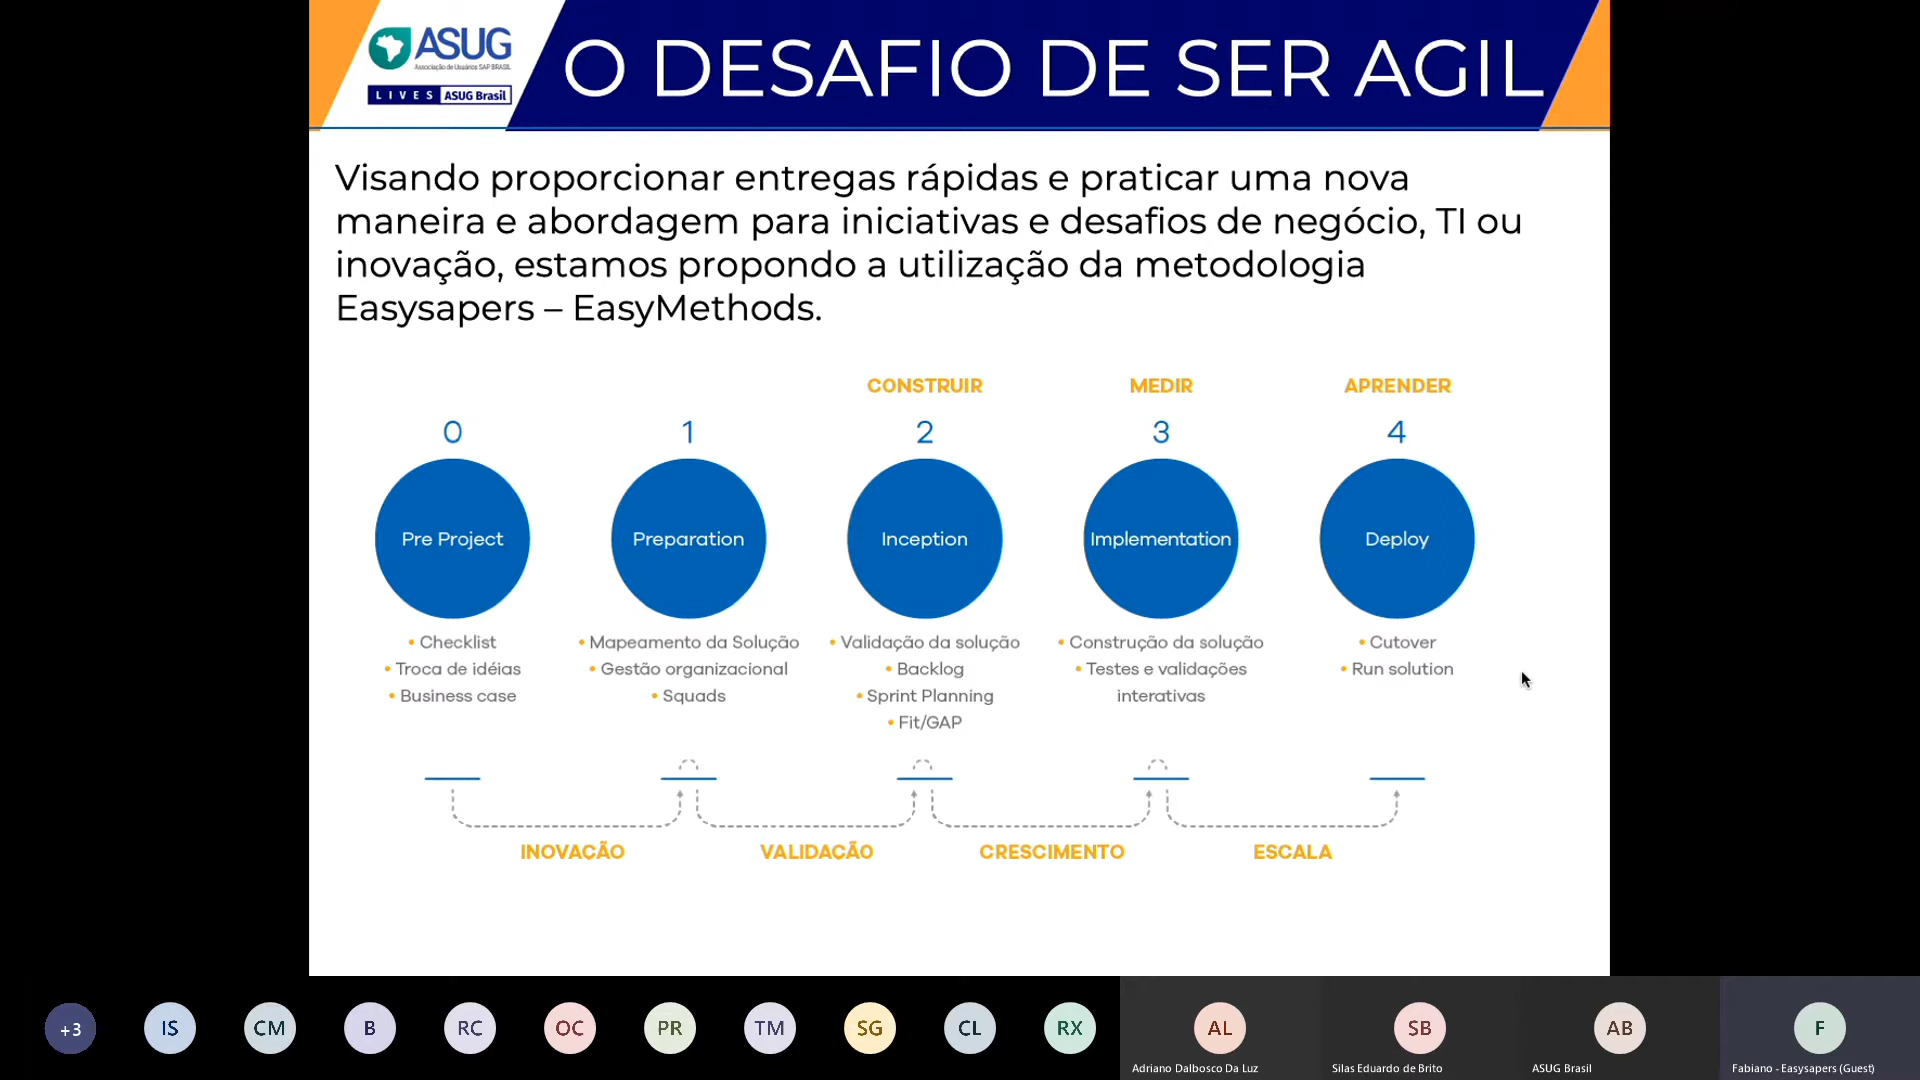 ASUG
Associação de Usuários SAP BRASIL
LIVES ASUG Brasil
O DESAFIO DE SER AGIL
Visando proporcionar entregas rápidas e praticar uma nova
maneira e abordagem para iniciativas e desafios de negócio, TI ou
inovação, estamos propondo a utilização da metodologia
Easysapers – EasyMethods.
CONSTRUIR MEDIR APRENDER
0 1 2 3 4
Pre Project Preparation Inception Implementation Deploy
• Checklist • Mapeamento da Solução • Validação da solução • Construção da solução • Cutover
• Troca de idéias • Gestão organizacional • Backlog • Testes e validações • Run solution
• Business case • Squads • Sprint Planning interativas
• Fit/GAP
INOVAÇÃO VALIDAÇÃO CRESCIMENTO ESCALA
+3 IS CM B RC OC PR TM SG CL RX AL SB AB F
Adriano Dalbosco Da Luz Silas Eduardo de Brito ASUG Brasil Fabiano - Easysapers (Guest)